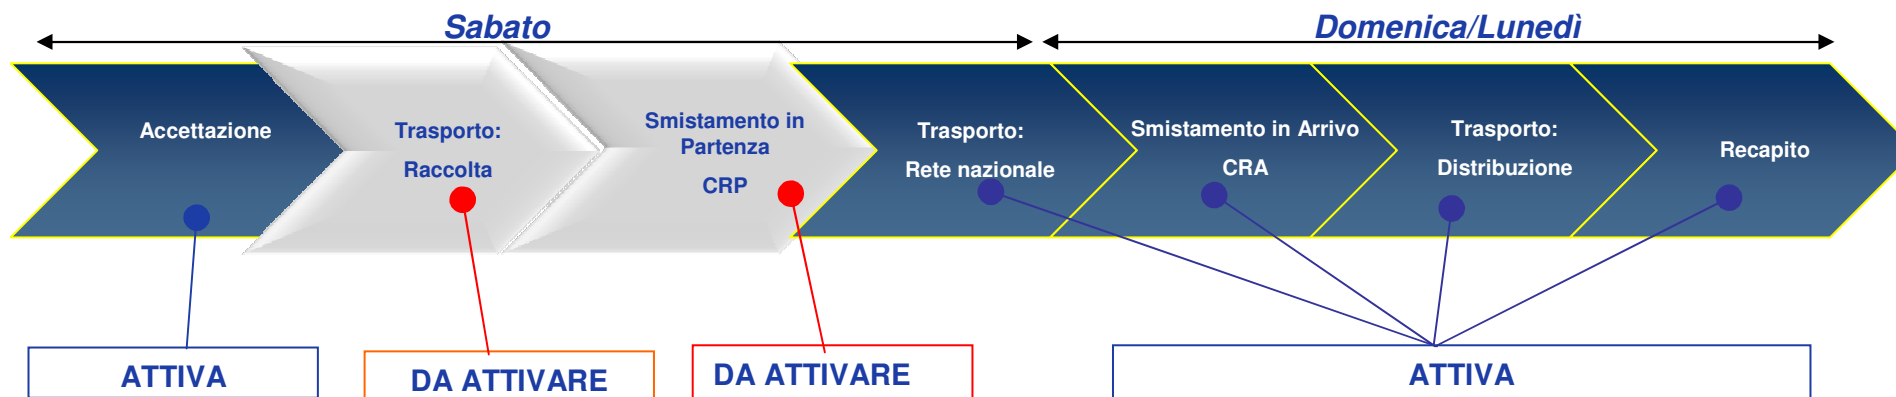 Sabato
Domenica/Lunedì
Accettazione
Trasporto:
Raccolta
Smistamento in
Partenza
CRP
Trasporto:
Rete nazionale
Smistamento in Arrivo
CRA
Trasporto:
Distribuzione
Recapito
ATTIVA
DA ATTIVARE
DA ATTIVARE
ATTIVA